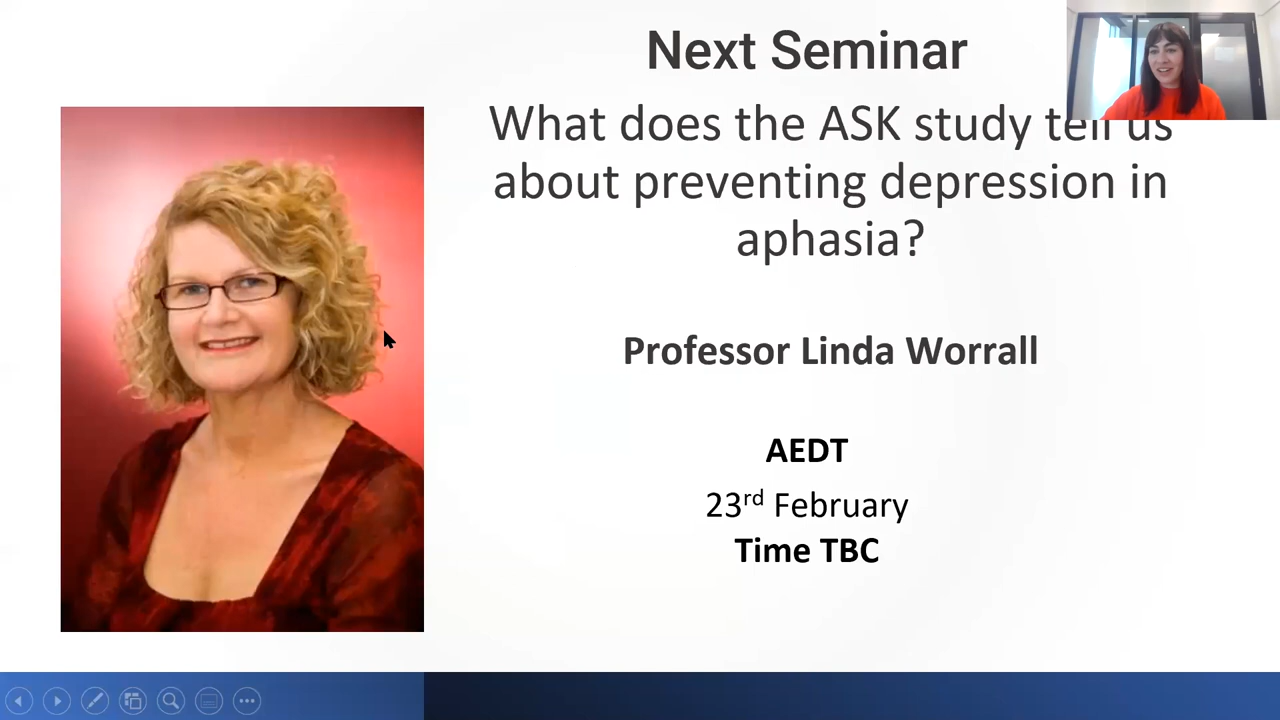 Next Seminar
What does the ASK study tell us
about preventing depression in
aphasia?
Professor Linda Worrall
AEDT
23rd February
Time TBC